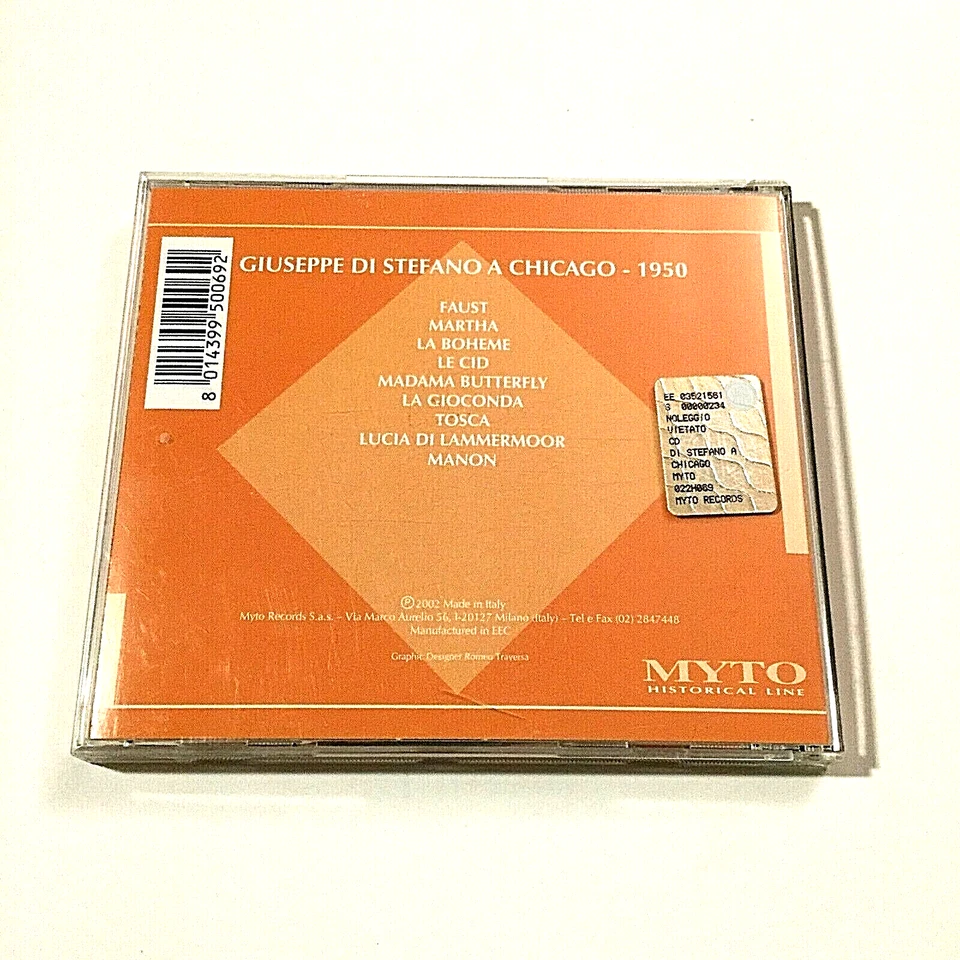 GIUSEPPE DI STEFANO A CHICAGO - 1950
FAUST
MARTHA
LA BOHEME
LE CID
MADAMA BUTTERFLY
LA GIOCONDA
TOSCA
LUCIA DI LAMMERMOOR
MANON
8 014399 500692
EE 03521581
S 00000234
NOLEGGIO
VIETATO
CD
DI STEFANO A
CHICAGO
MYTO
022H069
MYTO RECORDS
Ⓟ 2002 Made in Italy
Myto Records S.a.s. – Via Marco Aurelio 56, I-20127 Milano (Italy) – Tel e Fax (02) 2847448
Manufactured in EEC
Graphic Designer Romeo Traversa
MYTO
HISTORICAL LINE